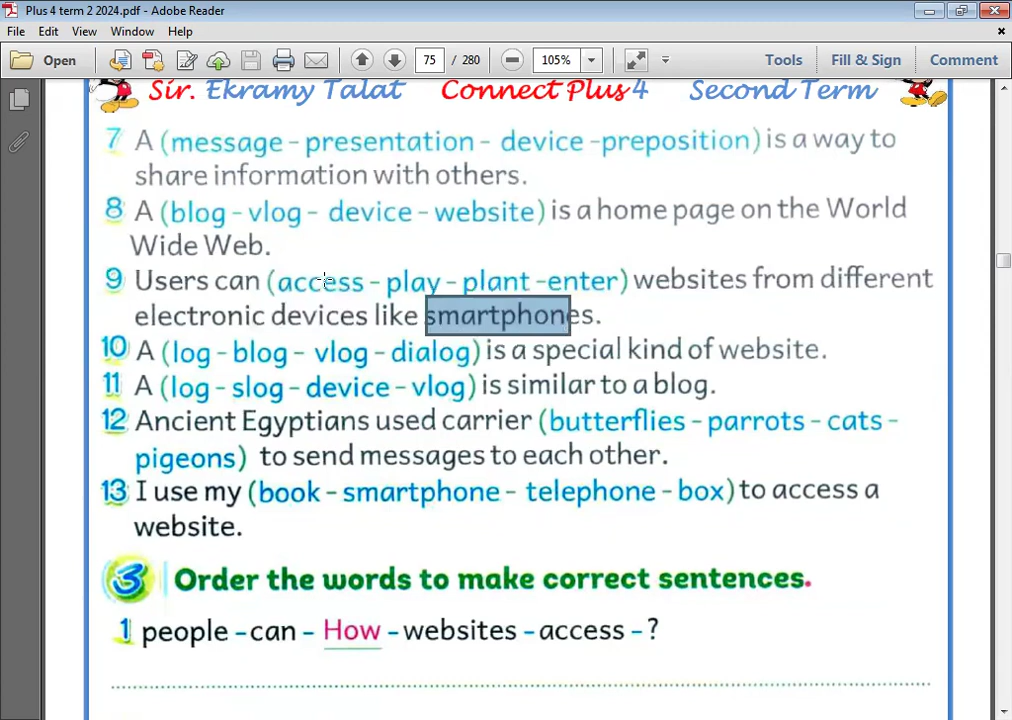 Plus 4 term 2 2024.pdf - Adobe Reader
File Edit View Window Help
Open 75 / 280 105% Tools Fill & Sign Comment
Sir. Ekramy Talat Connect Plus 4 Second Term
7 A (message - presentation - device -preposition) is a way to
share information with others.
8 A (blog - vlog - device - website) is a home page on the World
Wide Web.
9 Users can (access - play - plant -enter) websites from different
electronic devices like smartphones.
10 A (log - blog - vlog - dialog) is a special kind of website.
11 A (log - slog - device - vlog) is similar to a blog.
12 Ancient Egyptians used carrier (butterflies - parrots - cats -
pigeons) to send messages to each other.
13 I use my (book - smartphone - telephone - box) to access a
website.
3 Order the words to make correct sentences.
1 people -can - How -websites -access - ?